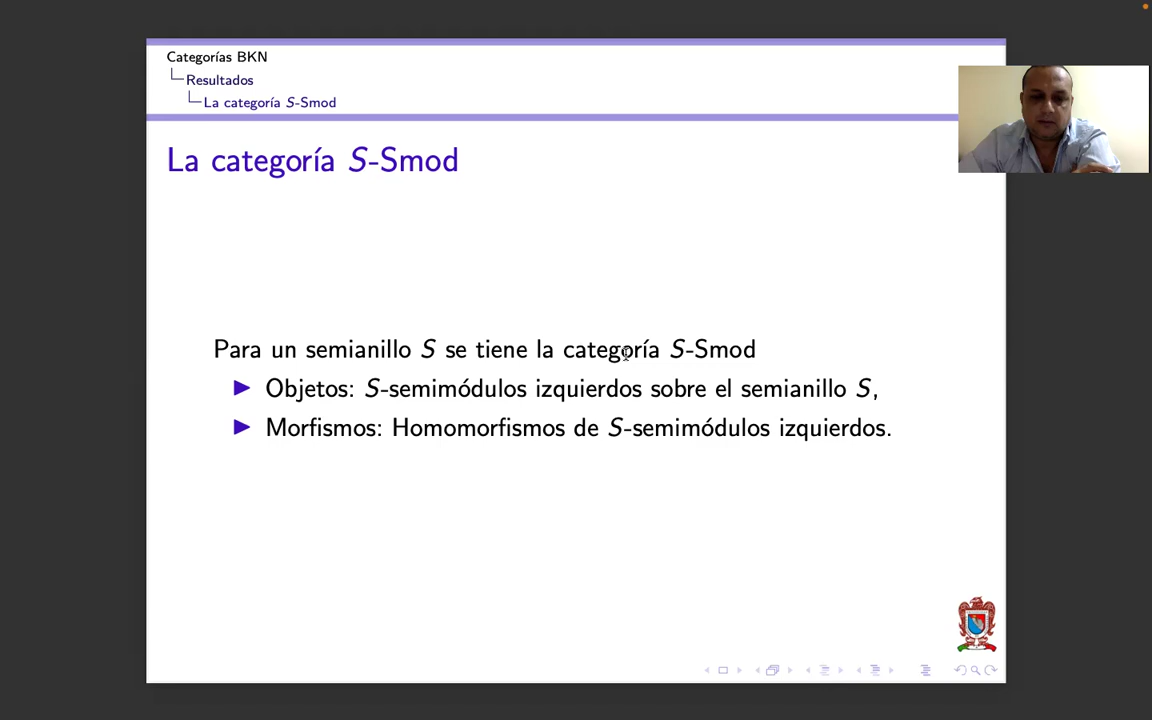 Categorías BKN
Resultados
La categoría S-Smod
La categoría S-Smod
Para un semianillo S se tiene la categoría S-Smod
Objetos: S-semimódulos izquierdos sobre el semianillo S,
Morfismos: Homomorfismos de S-semimódulos izquierdos.